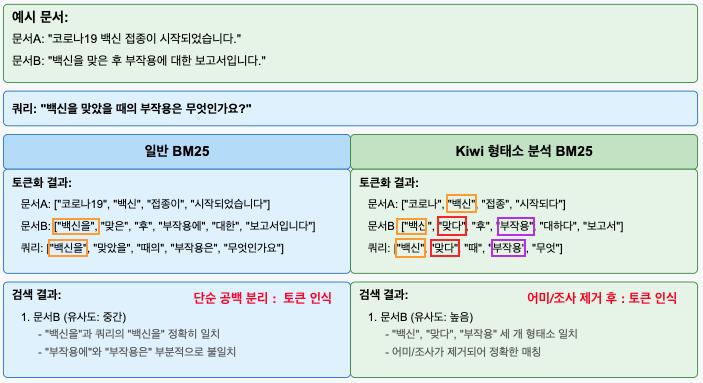 예시 문서:
문서A: "코로나19 백신 접종이 시작되었습니다."
문서B: "백신을 맞은 후 부작용에 대한 보고서입니다."
쿼리: "백신을 맞았을 때의 부작용은 무엇인가요?"
일반 BM25
토큰화 결과:
문서A: ["코로나19", "백신", "접종이", "시작되었습니다"]
문서B: ["백신을", "맞은", "후", "부작용에", "대한", "보고서입니다"]
쿼리: ["백신을", "맞았을", "때의", "부작용은", "무엇인가요"]
검색 결과:
단순 공백 분리 : 토큰 인식
1. 문서B (유사도: 중간)
- "백신을"과 쿼리의 "백신을" 정확히 일치
- "부작용에"와 "부작용은" 부분적으로 불일치
Kiwi 형태소 분석 BM25
토큰화 결과:
문서A: ["코로나", "백신", "접종", "시작되다"]
문서B ["백신", "맞다", "후", "부작용", "대하다", "보고서"]
쿼리: ["백신", "맞다", "때", "부작용", "무엇"]
검색 결과:
어미/조사 제거 후 : 토큰 인식
1. 문서B (유사도: 높음)
- "백신", "맞다", "부작용" 세 개 형태소 일치
- 어미/조사가 제거되어 정확한 매칭